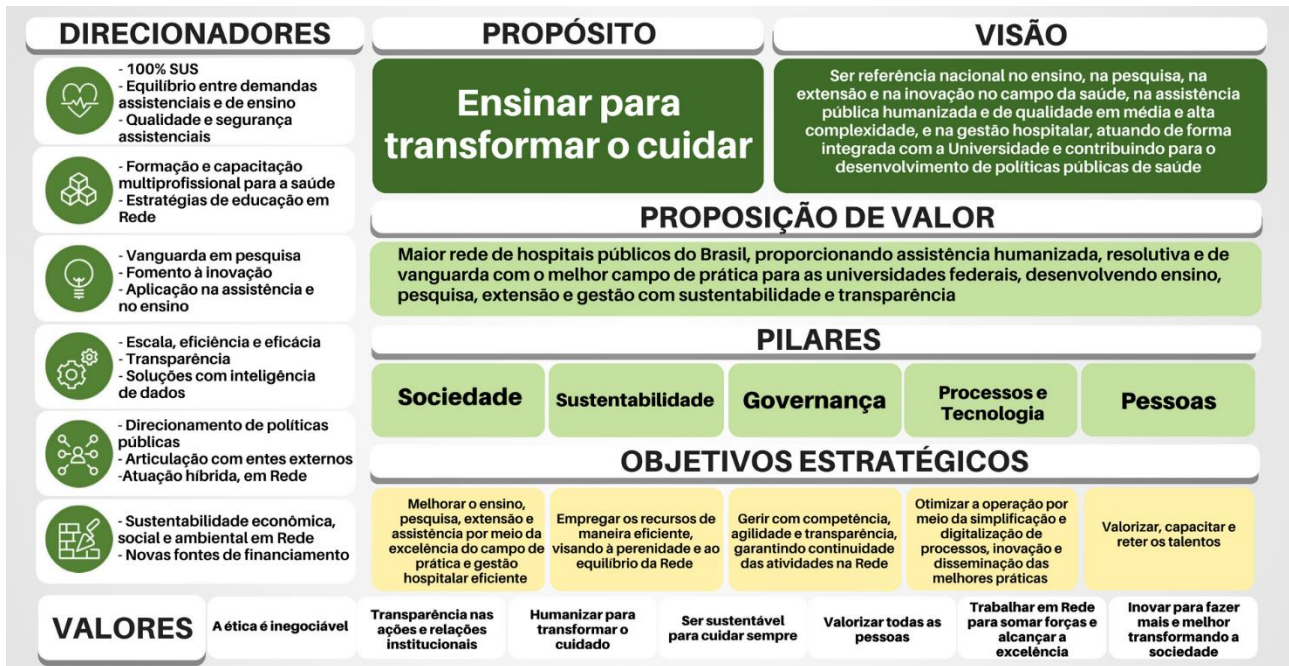 DIRECIONADORES
- 100% SUS
- Equilíbrio entre demandas
assistenciais e de ensino
- Qualidade e segurança
assistenciais
- Formação e capacitação
multiprofissional para a saúde
- Estratégias de educação em
Rede
- Vanguarda em pesquisa
- Fomento à inovação
- Aplicação na assistência e
no ensino
- Escala, eficiência e eficácia
- Transparência
- Soluções com inteligência
de dados
- Direcionamento de políticas
públicas
- Articulação com entes externos
-Atuação híbrida, em Rede
- Sustentabilidade econômica,
social e ambiental em Rede
- Novas fontes de financiamento
PROPÓSITO
Ensinar para
transformar o cuidar
VISÃO
Ser referência nacional no ensino, na pesquisa, na
extensão e na inovação no campo da saúde, na assistência
pública humanizada e de qualidade em média e alta
complexidade, e na gestão hospitalar, atuando de forma
integrada com a Universidade e contribuindo para o
desenvolvimento de políticas públicas de saúde
PROPOSIÇÃO DE VALOR
Maior rede de hospitais públicos do Brasil, proporcionando assistência humanizada, resolutiva e de
vanguarda com o melhor campo de prática para as universidades federais, desenvolvendo ensino,
pesquisa, extensão e gestão com sustentabilidade e transparência
PILARES
Sociedade
Sustentabilidade
Governança
Processos e
Tecnologia
Pessoas
OBJETIVOS ESTRATÉGICOS
Melhorar o ensino,
pesquisa, extensão e
assistência por meio da
excelência do campo de
prática e gestão
hospitalar eficiente
Empregar os recursos de
maneira eficiente,
visando à perenidade e ao
equilíbrio da Rede
Gerir com competência,
agilidade e transparência,
garantindo continuidade
das atividades na Rede
Otimizar a operação por
meio da simplificação e
digitalização de
processos, inovação e
disseminação das
melhores práticas
Valorizar, capacitar e
reter os talentos
VALORES
A ética é inegociável
Transparência nas
ações e relações
institucionais
Humanizar para
transformar o
cuidado
Ser sustentável
para cuidar sempre
Valorizar todas as
pessoas
Trabalhar em Rede
para somar forças e
alcançar a
excelência
Inovar para fazer
mais e melhor
transformando a
sociedade